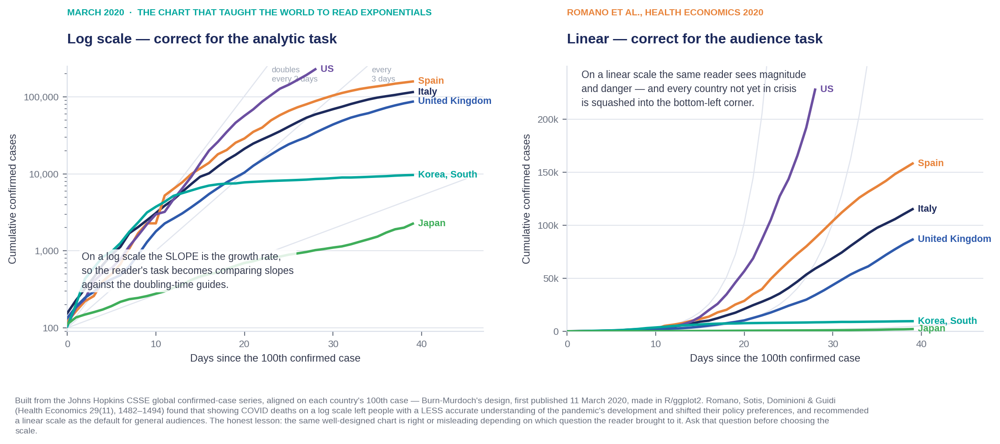 MARCH 2020 · THE CHART THAT TAUGHT THE WORLD TO READ EXPONENTIALS
Log scale — correct for the analytic task
doubles
every 2 days
every
3 days
US
Spain
Italy
United Kingdom
Korea, South
Japan
100,000
10,000
1,000
100
Cumulative confirmed cases
On a log scale the SLOPE is the growth rate,
so the reader's task becomes comparing slopes
against the doubling-time guides.
0 10 20 30 40
Days since the 100th confirmed case
ROMANO ET AL., HEALTH ECONOMICS 2020
Linear — correct for the audience task
On a linear scale the same reader sees magnitude
and danger — and every country not yet in crisis
is squashed into the bottom-left corner.
US
Spain
Italy
United Kingdom
Korea, South
Japan
200k
150k
100k
50k
0
Cumulative confirmed cases
0 10 20 30 40
Days since the 100th confirmed case
Built from the Johns Hopkins CSSE global confirmed-case series, aligned on each country's 100th case — Burn-Murdoch's design, first published 11 March 2020, made in R/ggplot2. Romano, Sotis, Dominioni & Guidi
(Health Economics 29(11), 1482–1494) found that showing COVID deaths on a log scale left people with a LESS accurate understanding of the pandemic's development and shifted their policy preferences, and recommended
a linear scale as the default for general audiences. The honest lesson: the same well-designed chart is right or misleading depending on which question the reader brought to it. Ask that question before choosing the
scale.